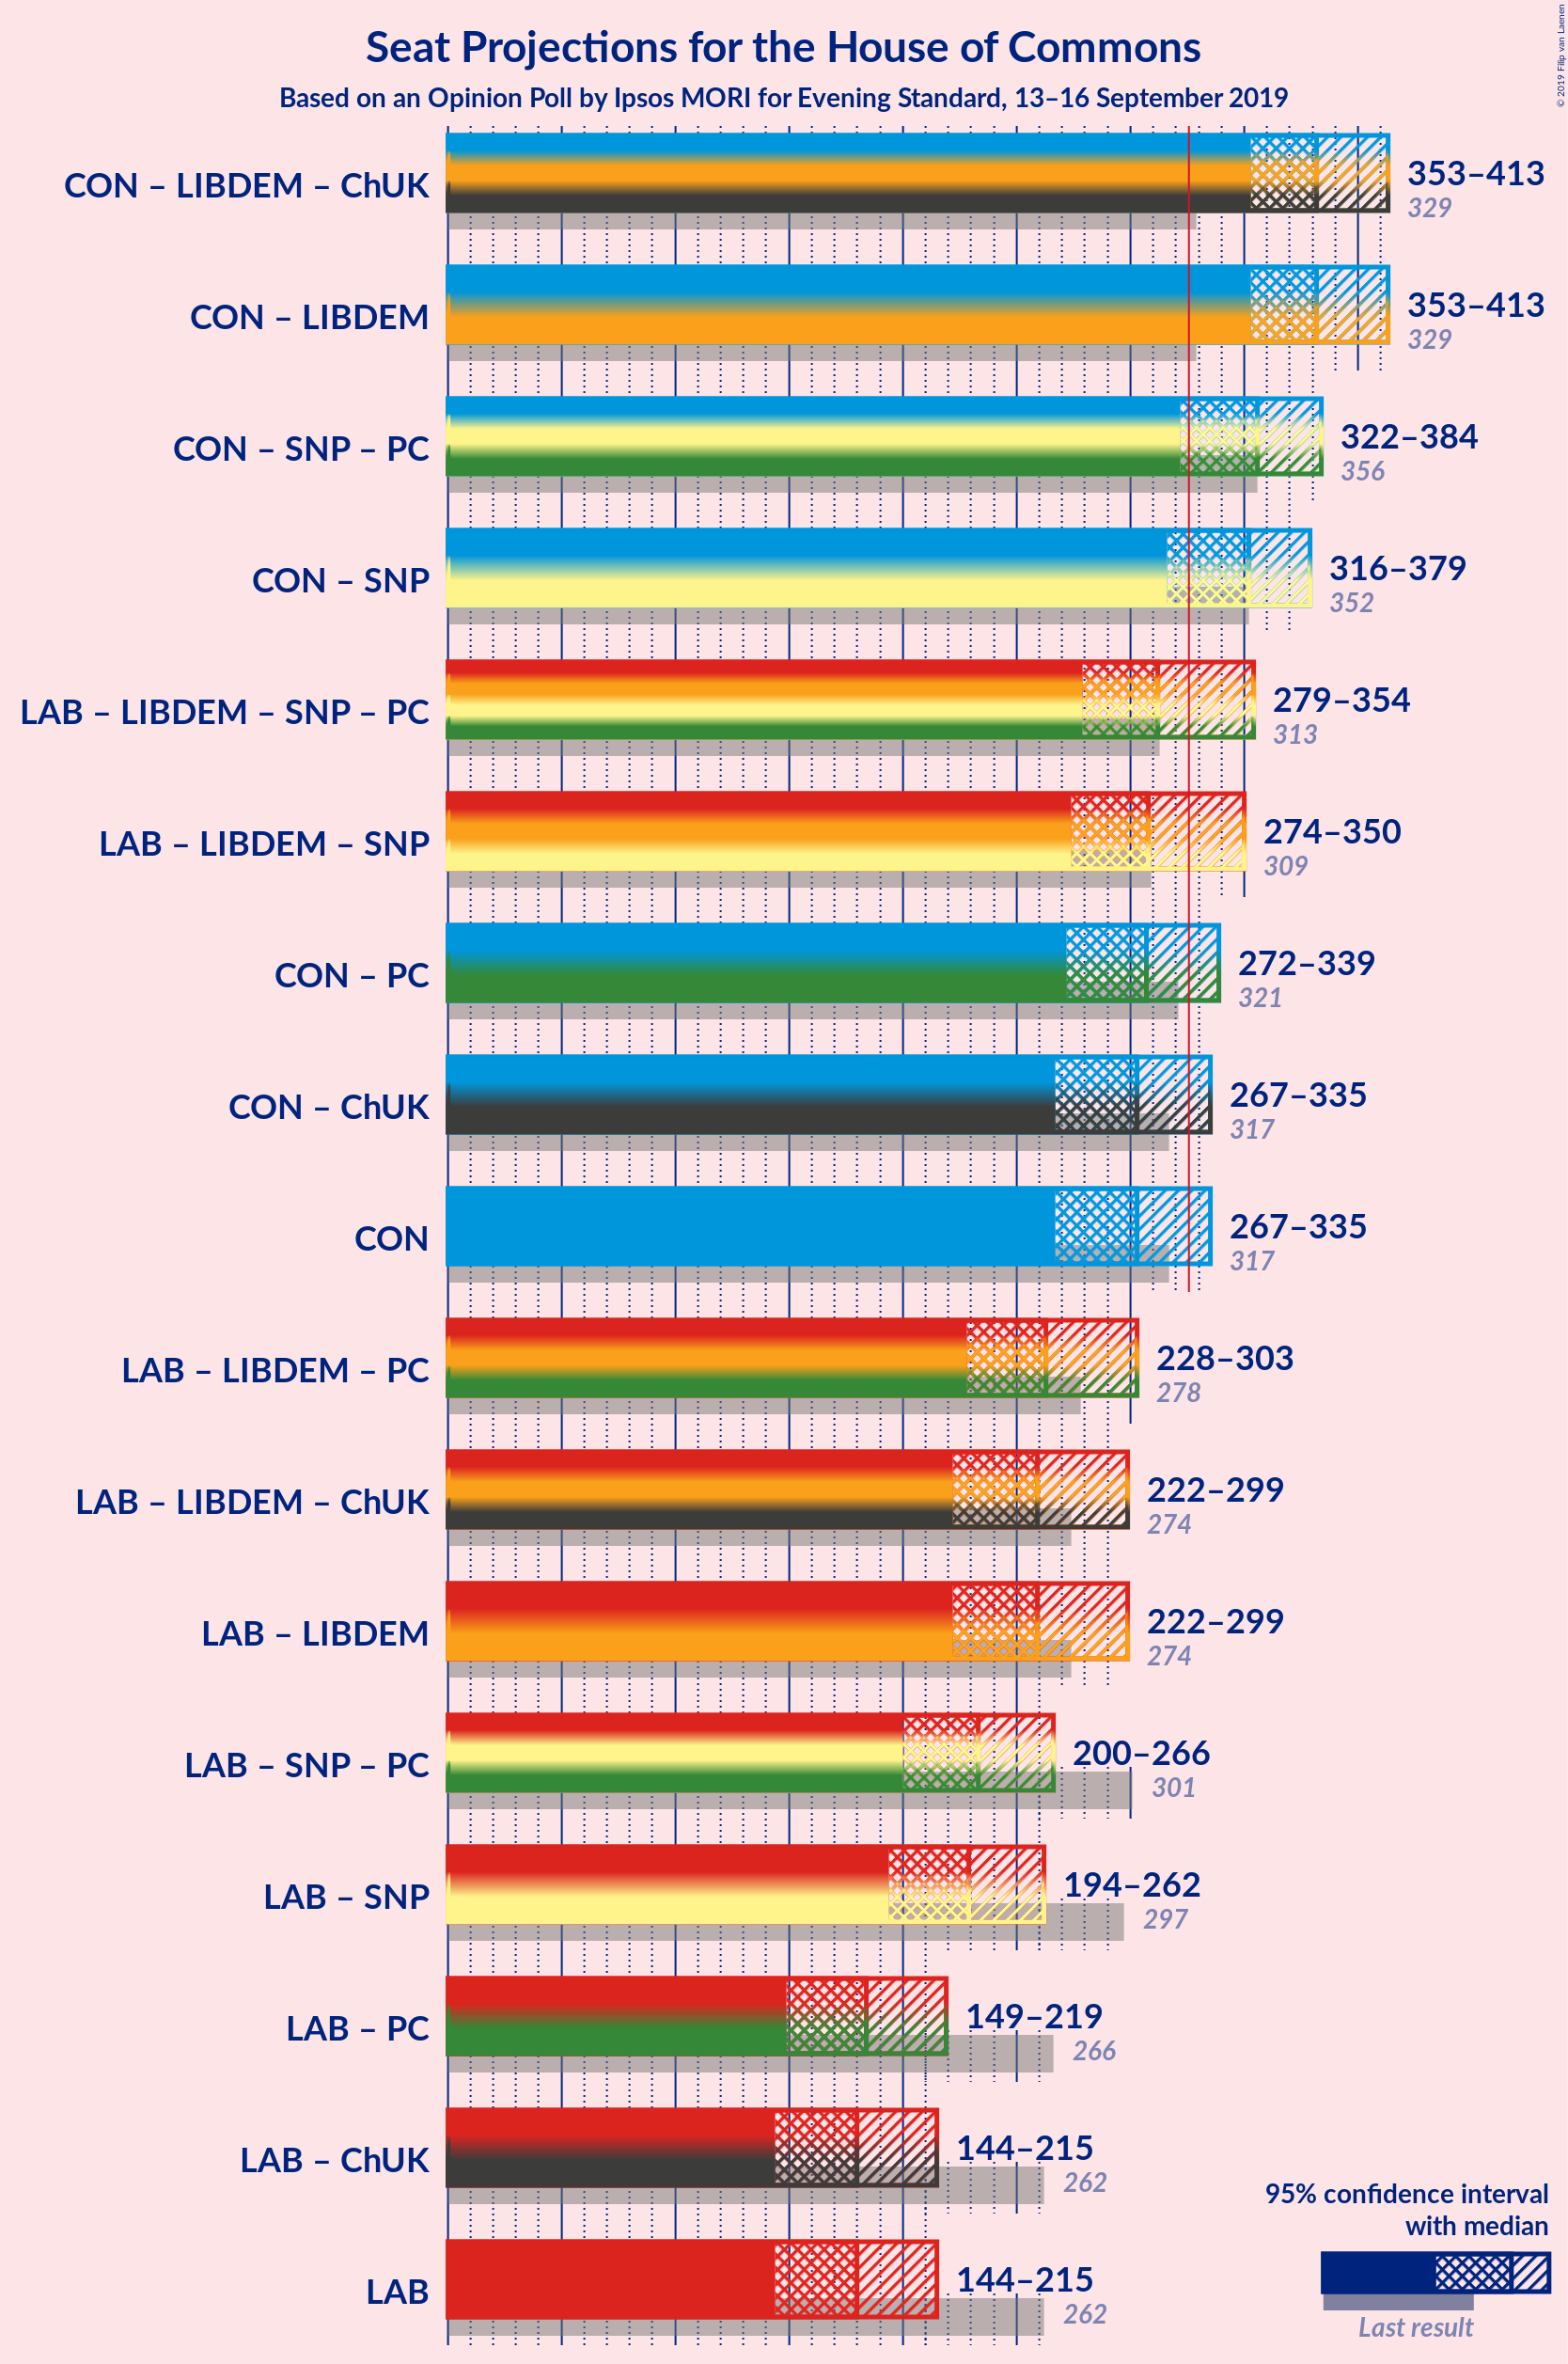 © 2019 Filip van Laenen
Seat Projections for the House of Commons
Based on an Opinion Poll by Ipsos MORI for Evening Standard, 13–16 September 2019
CON – LIBDEM – ChUK
353–413
329
CON – LIBDEM
353–413
329
CON – SNP – PC
322–384
356
CON – SNP
316–379
352
LAB – LIBDEM – SNP – PC
279–354
313
LAB – LIBDEM – SNP
274–350
309
CON – PC
272–339
321
CON – ChUK
267–335
317
CON
267–335
317
LAB – LIBDEM – PC
228–303
278
LAB – LIBDEM – ChUK
222–299
274
LAB – LIBDEM
222–299
274
LAB – SNP – PC
200–266
301
LAB – SNP
194–262
297
LAB – PC
149–219
266
LAB – ChUK
144–215
262
LAB
144–215
262
95% confidence interval
with median
Last result